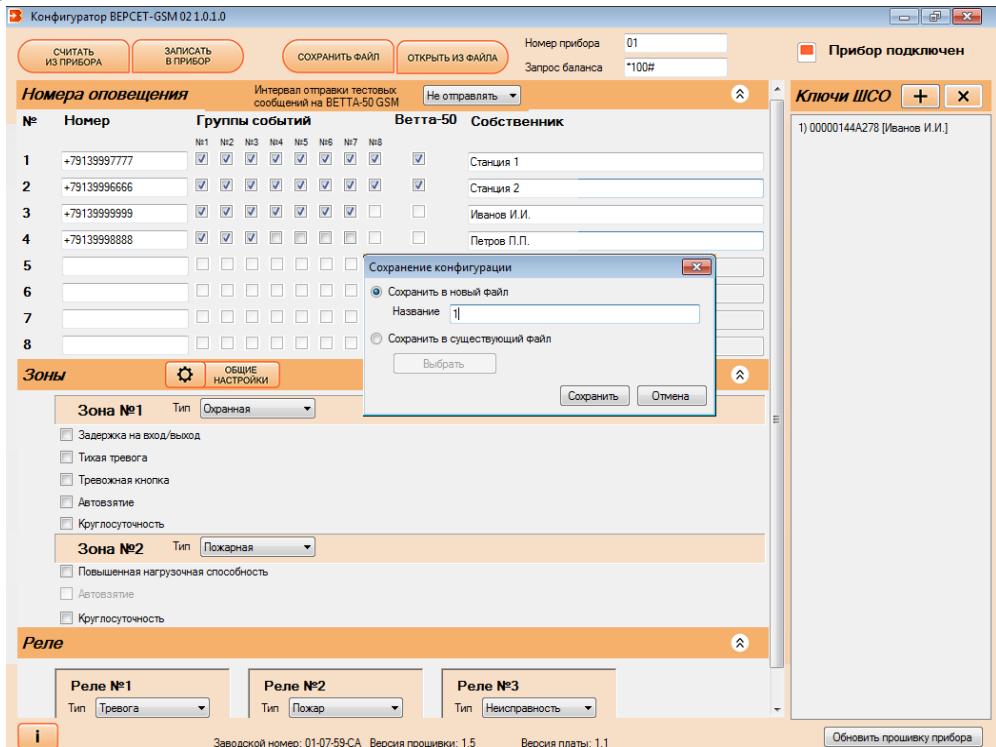 Конфигуратор ВЕРСЕТ-GSM 02 1.0.1.0
СЧИТАТЬ
ИЗ ПРИБОРА
ЗАПИСАТЬ
В ПРИБОР
СОХРАНИТЬ ФАЙЛ
ОТКРЫТЬ ИЗ ФАЙЛА
Номер прибора 01
Запрос баланса *100#
Прибор подключен
Номера оповещения
Интервал отправки тестовых
сообщений на ВЕТТА-50 GSM
Не отправлять
Ключи ШСО
№ Номер Группы событий Ветта-50 Собственник
№1 №2 №3 №4 №5 №6 №7 №8
1) 00000144A278 [Иванов И.И.]
1 +79139997777 Станция 1
2 +79139996666 Станция 2
3 +79139999999 Иванов И.И.
4 +79139998888 Петров П.П.
5
6
7
8
Сохранение конфигурации
Сохранить в новый файл
Название 1
Сохранить в существующий файл
Выбрать
Сохранить Отмена
Зоны
ОБЩИЕ
НАСТРОЙКИ
Зона №1 Тип Охранная
Задержка на вход/выход
Тихая тревога
Тревожная кнопка
Автовзятие
Круглосуточность
Зона №2 Тип Пожарная
Повышенная нагрузочная способность
Автовзятие
Круглосуточность
Реле
Реле №1
Тип Тревога
Реле №2
Тип Пожар
Реле №3
Тип Неисправность
i
Заводской номер: 01-07-59-CA Версия прошивки: 1.5 Версия платы: 1.1
Обновить прошивку прибора